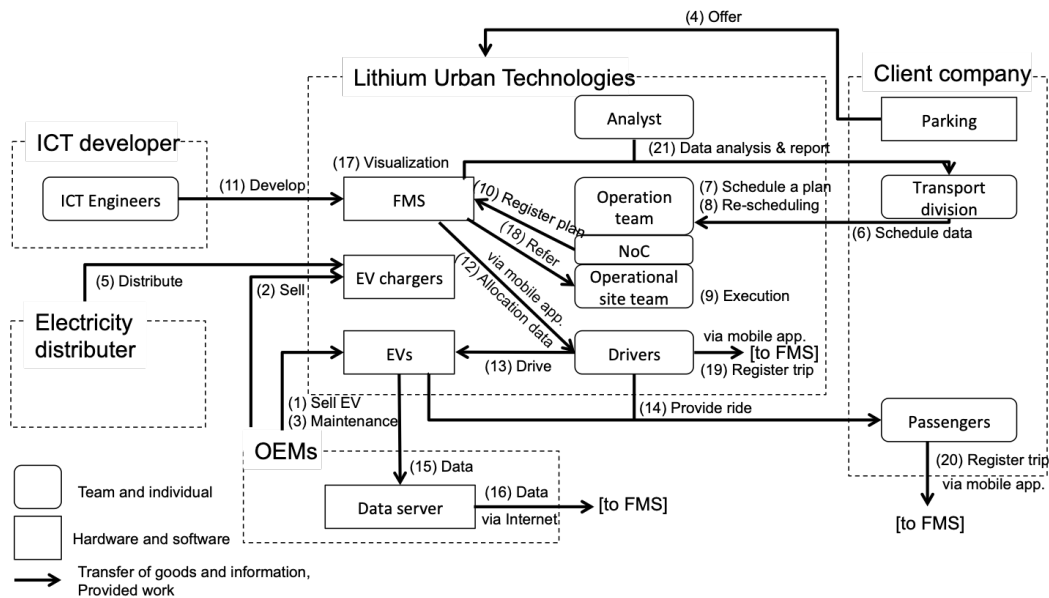 (4) Offer
Lithium Urban Technologies
Client company
Analyst
Parking
ICT developer
(17) Visualization
(21) Data analysis & report
ICT Engineers
(11) Develop
FMS
(10) Register plan
Operation
team
(7) Schedule a plan
(8) Re-scheduling
Transport
division
(6) Schedule data
(18) Refer
NoC
(5) Distribute
(2) Sell
EV chargers
via mobile app.
(12) Allocation data
Operational
site team
(9) Execution
Electricity
distributer
EVs
(13) Drive
Drivers
via mobile app.
[to FMS]
(19) Register trip
(1) Sell EV
(3) Maintenance
(14) Provide ride
Passengers
OEMs
(15) Data
(20) Register trip
via mobile app.
Data server
(16) Data
via Internet
[to FMS]
[to FMS]
Team and individual
Hardware and software
Transfer of goods and information,
Provided work